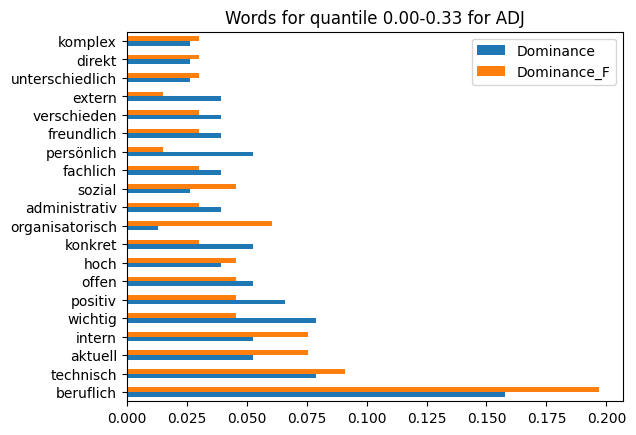 Words for quantile 0.00-0.33 for ADJ
Dominance
Dominance_F
komplex
direkt
unterschiedlich
extern
verschieden
freundlich
persönlich
fachlich
sozial
administrativ
organisatorisch
konkret
hoch
offen
positiv
wichtig
intern
aktuell
technisch
beruflich
0.000 0.025 0.050 0.075 0.100 0.125 0.150 0.175 0.200